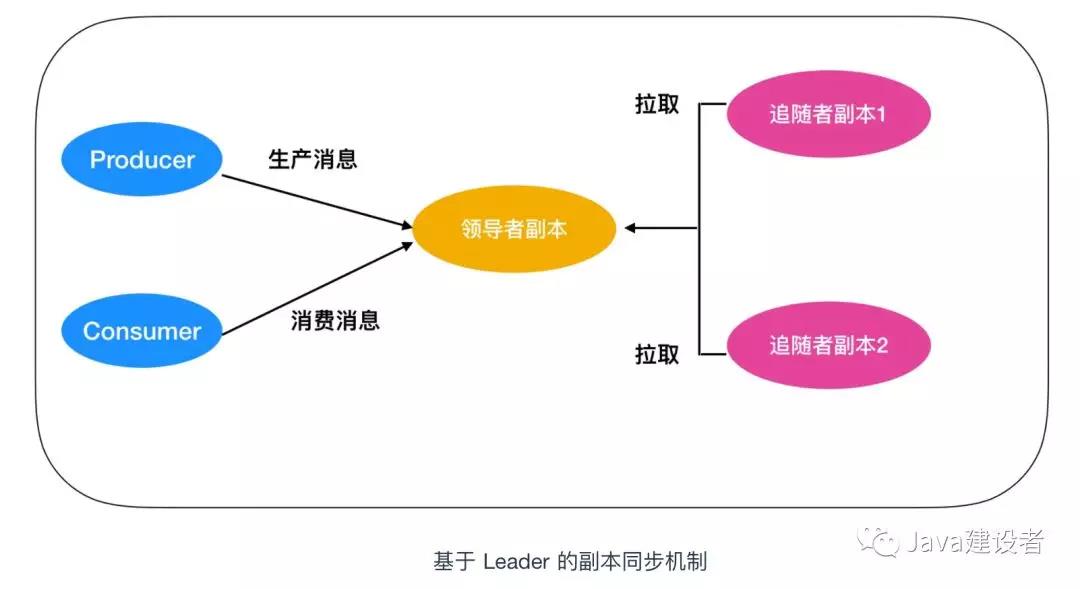 拉取
追随者副本1
Producer
生产消息
领导者副本
Consumer
消费消息
拉取
追随者副本2
Java建设者
基于 Leader 的副本同步机制